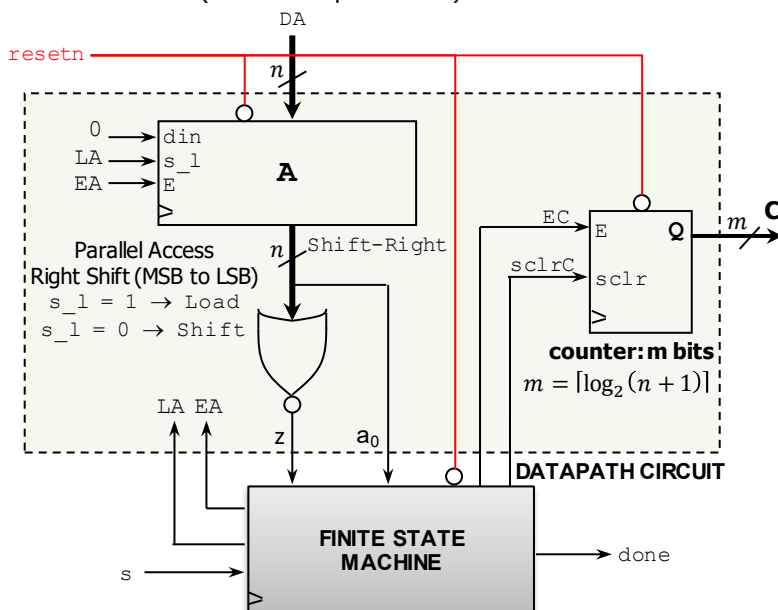 DA
resetn
n
0
din
LA
s_l
EA
E
A
n
Shift-Right
Parallel Access
Right Shift (MSB to LSB)
s_l = 1 → Load
s_l = 0 → Shift
EC
E
Q
m
sclrC
sclr
counter: m bits
m = ⌈log₂(n + 1)⌉
LA EA
z
a₀
DATAPATH CIRCUIT
FINITE STATE
MACHINE
s
done